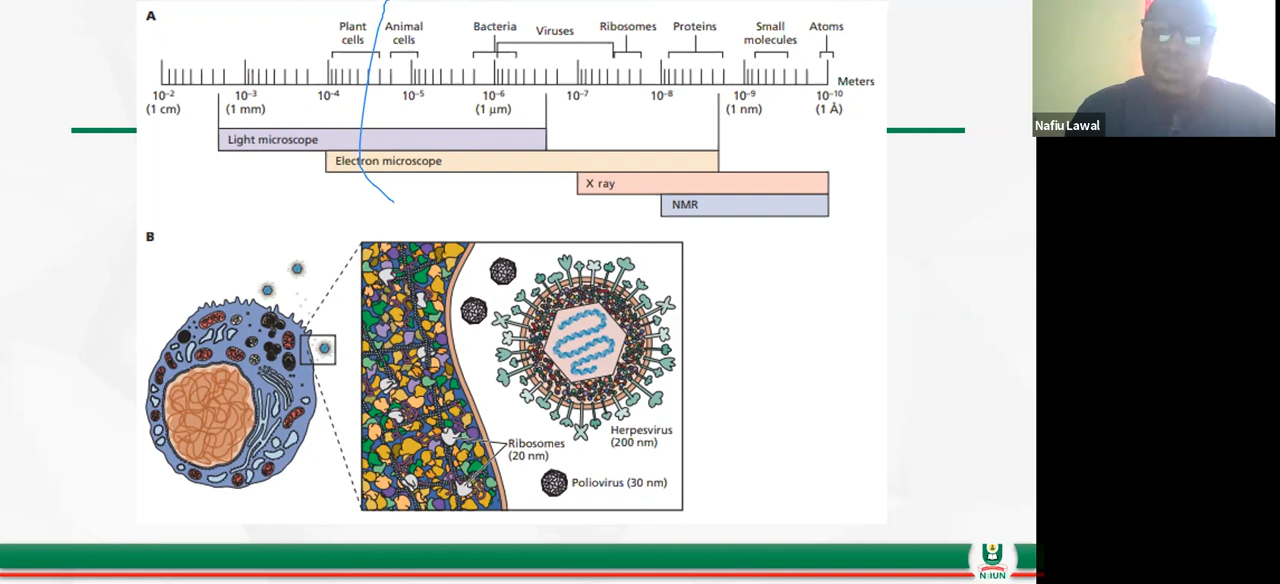 A
Plant cells
Animal cells
Bacteria
Viruses
Ribosomes
Proteins
Small molecules
Atoms
Meters
10⁻² (1 cm)
10⁻³ (1 mm)
10⁻⁴
10⁻⁵
10⁻⁶ (1 μm)
10⁻⁷
10⁻⁸
10⁻⁹ (1 nm)
10⁻¹⁰ (1 Å)
Light microscope
Electron microscope
X ray
NMR
B
Ribosomes
(20 nm)
Herpesvirus
(200 nm)
Poliovirus (30 nm)
Nafiu Lawal